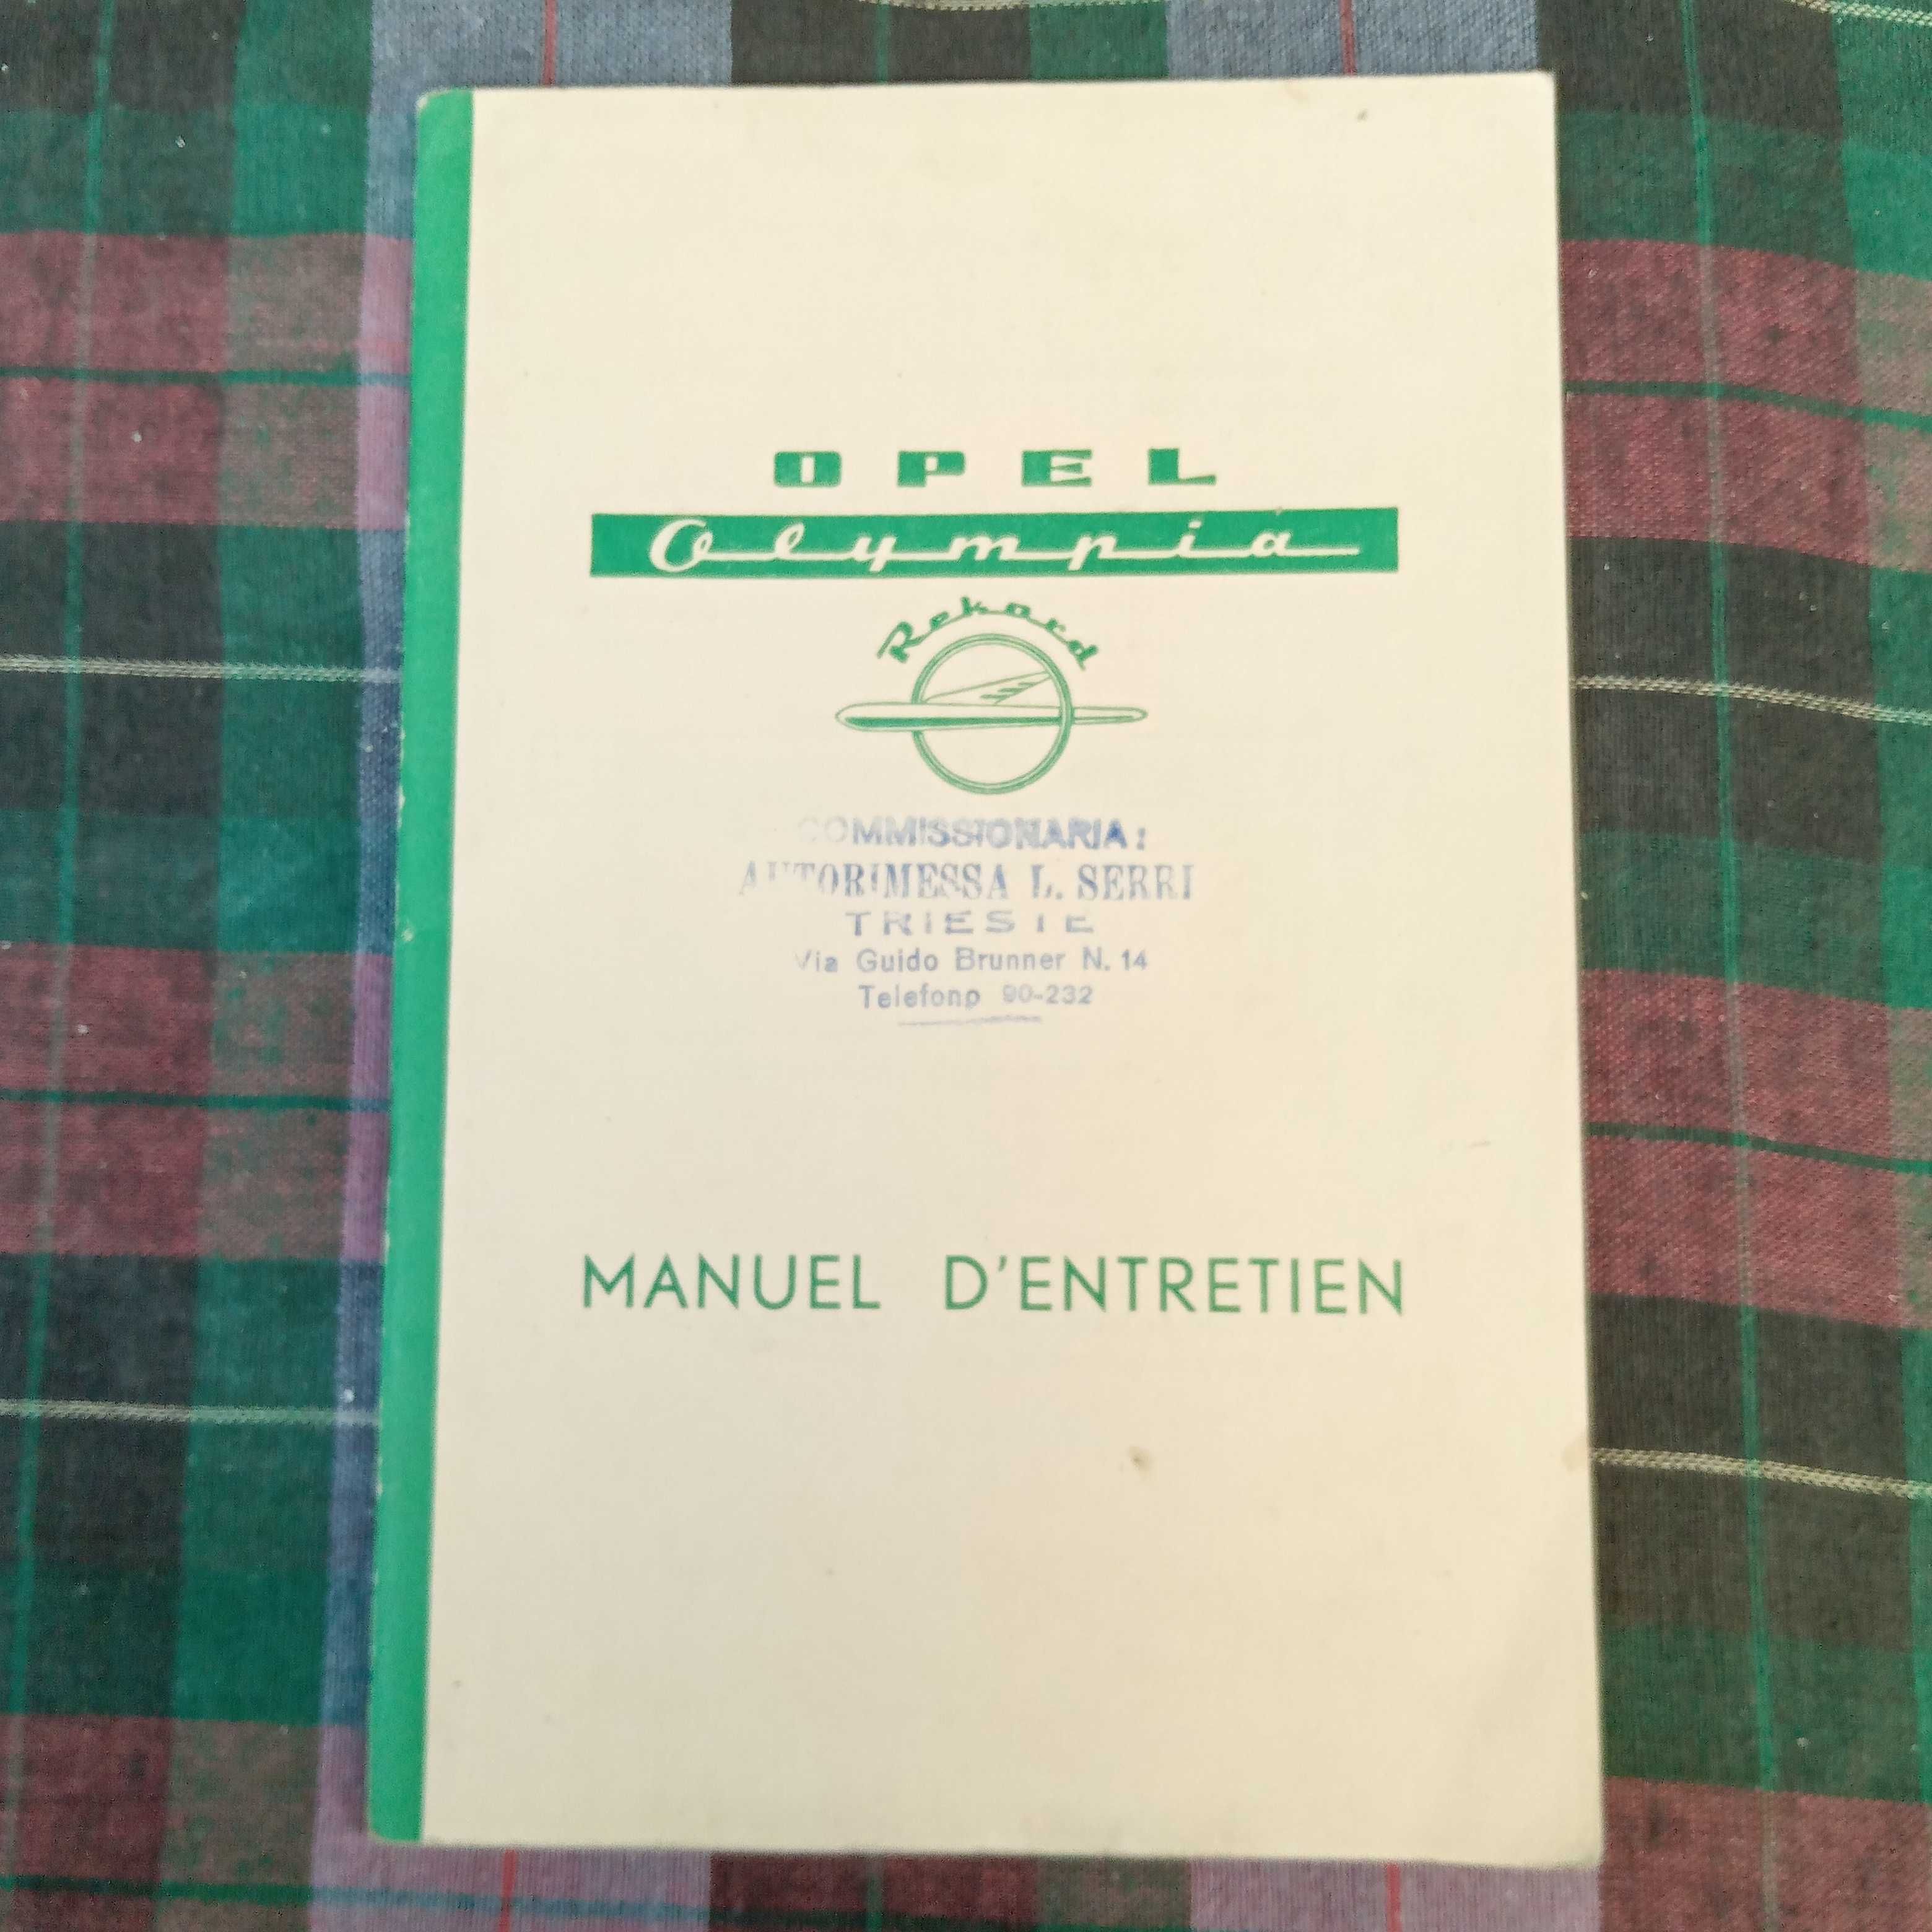 OPEL
Olympia
Rekord
COMMISSIONARIA:
AUTORIMESSA L. SERRI
TRIESTE
Via Guido Brunner N. 14
Telefono 90-232
MANUEL D'ENTRETIEN